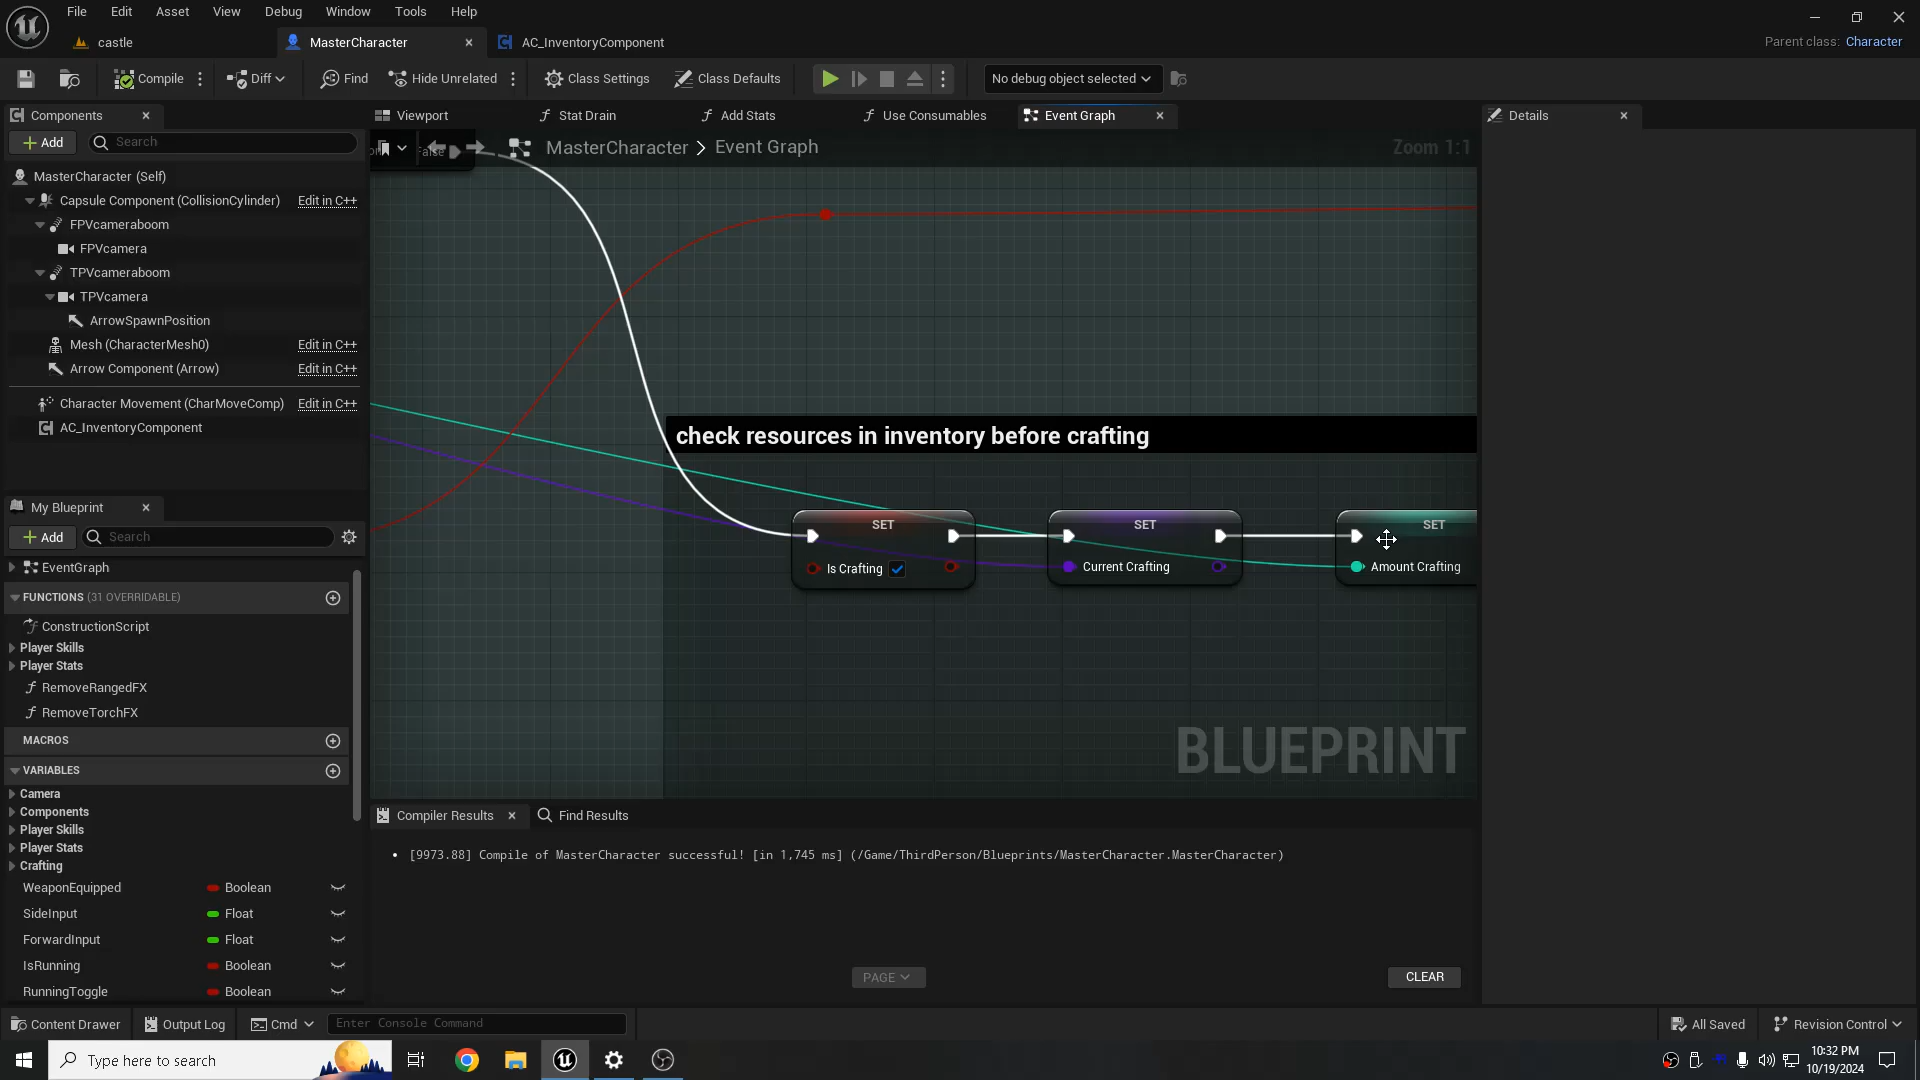 File Edit Asset View Debug Window Tools Help
castle MasterCharacter AC_InventoryComponent Parent class: Character
Compile Diff Find Hide Unrelated Class Settings Class Defaults No debug object selected
Components
Add Search
MasterCharacter (Self)
Capsule Component (CollisionCylinder) Edit in C++
FPVcameraboom
FPVcamera
TPVcameraboom
TPVcamera
ArrowSpawnPosition
Mesh (CharacterMesh0) Edit in C++
Arrow Component (Arrow) Edit in C++
Character Movement (CharMoveComp) Edit in C++
AC_InventoryComponent
My Blueprint
Add Search
EventGraph
FUNCTIONS (31 OVERRIDABLE)
ConstructionScript
Player Skills
Player Stats
RemoveRangedFX
RemoveTorchFX
MACROS
VARIABLES
Camera
Components
Player Skills
Player Stats
Crafting
WeaponEquipped Boolean
SideInput Float
ForwardInput Float
IsRunning Boolean
RunningToggle Boolean
Viewport Stat Drain Add Stats Use Consumables Event Graph
MasterCharacter > Event Graph Zoom 1:1
check resources in inventory before crafting
SET SET SET
Is Crafting Current Crafting Amount Crafting
BLUEPRINT
Compiler Results Find Results
[9973.88] Compile of MasterCharacter successful! [in 1,745 ms] (/Game/ThirdPerson/Blueprints/MasterCharacter.MasterCharacter)
PAGE CLEAR
Details
Content Drawer Output Log Cmd Enter Console Command All Saved Revision Control
Type here to search
10:32 PM
10/19/2024